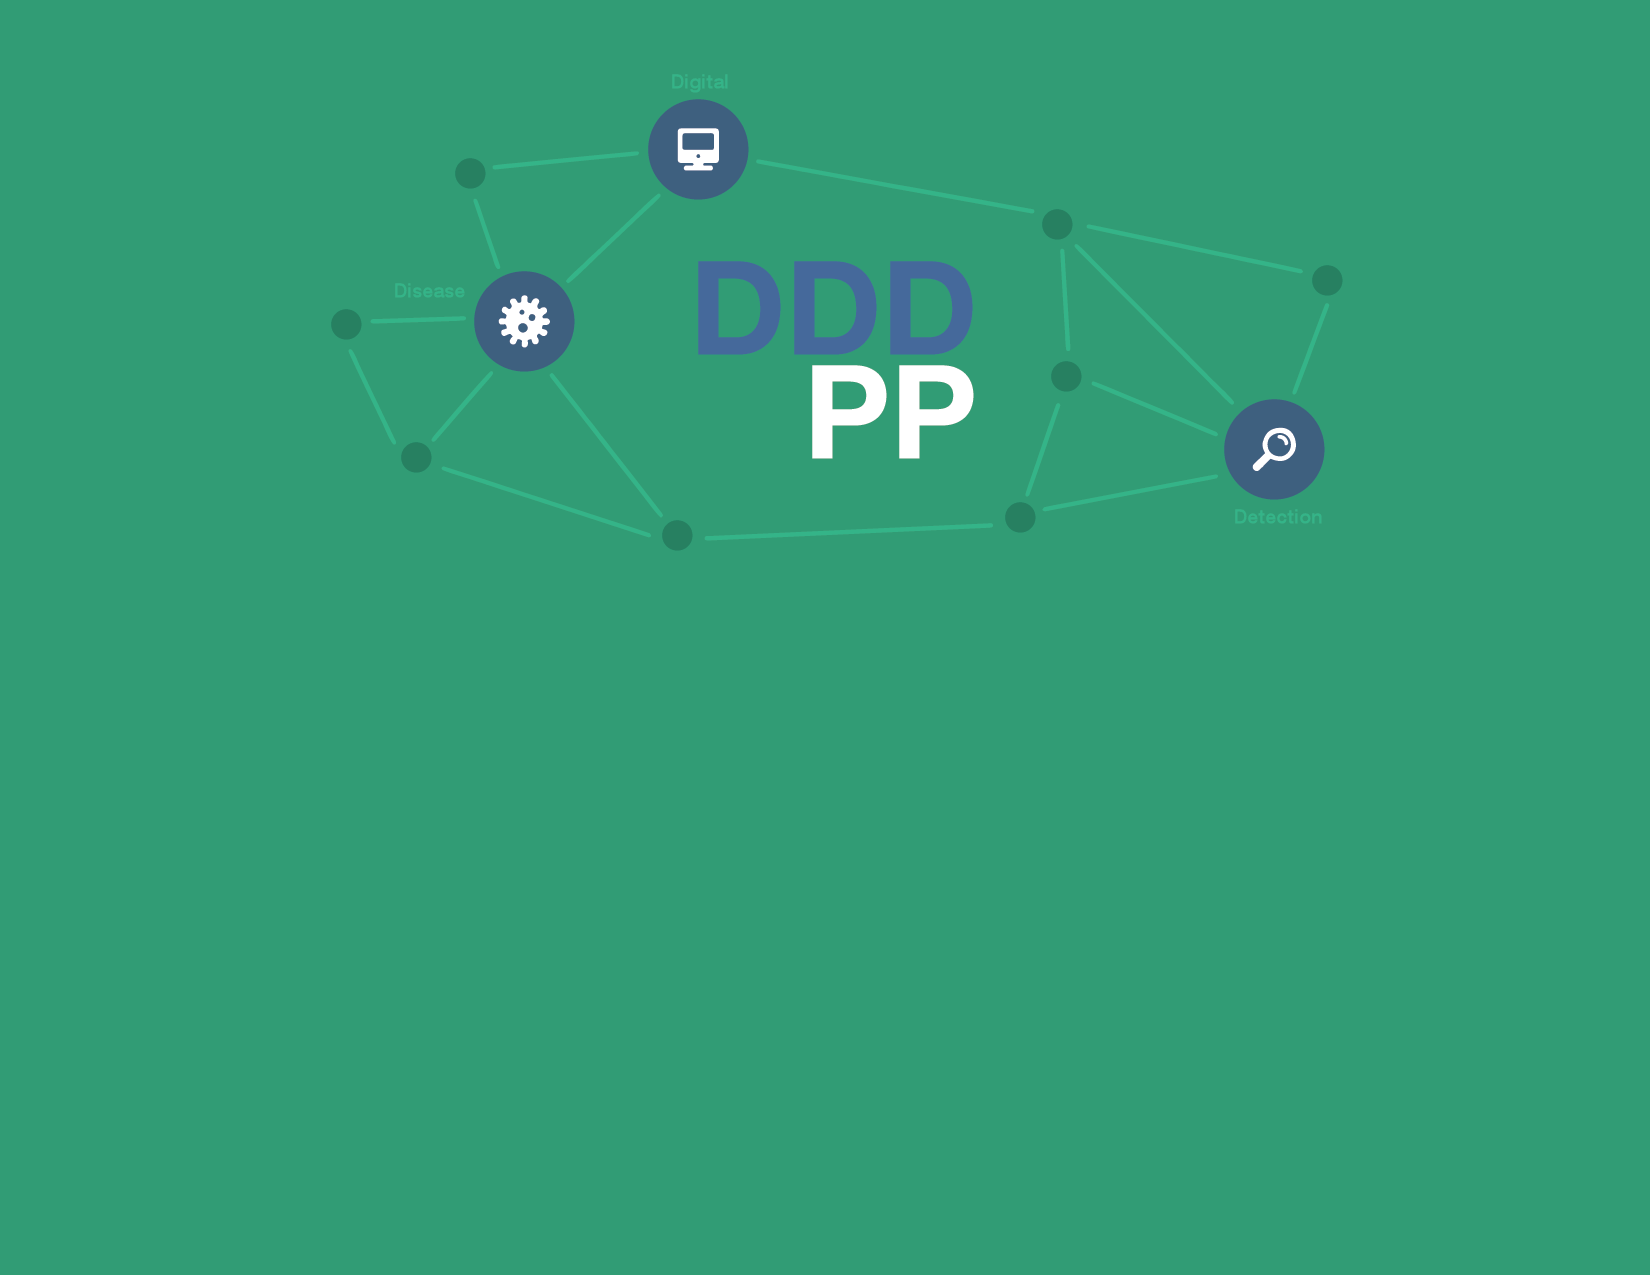 Digital
Disease
DDD
PP
Detection